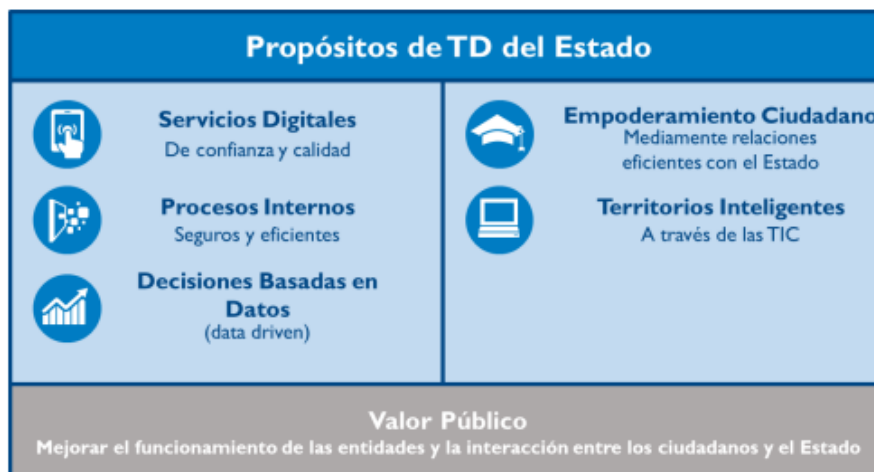 Propósitos de TD del Estado
Servicios Digitales
De confianza y calidad
Procesos Internos
Seguros y eficientes
Decisiones Basadas en
Datos
(data driven)
Empoderamiento Ciudadano
Mediamente relaciones
eficientes con el Estado
Territorios Inteligentes
A través de las TIC
Valor Público
Mejorar el funcionamiento de las entidades y la interacción entre los ciudadanos y el Estado